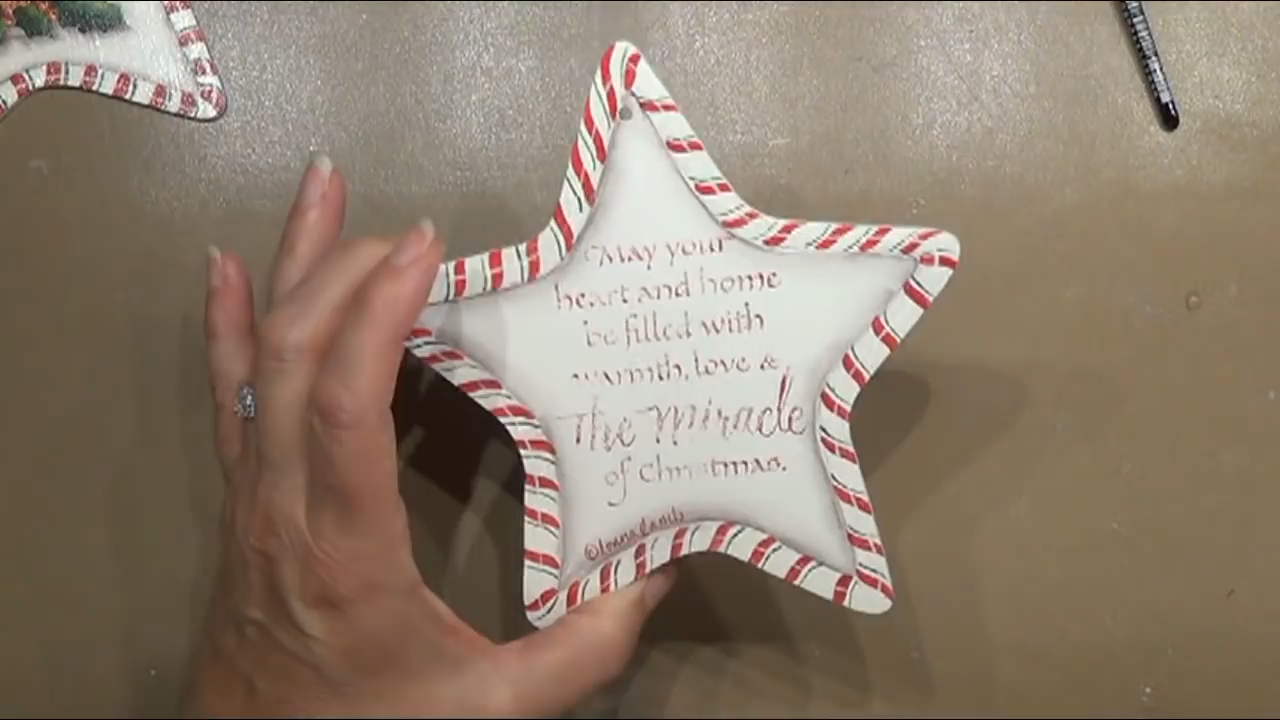 "May your
heart and home
be filled with
warmth, love &
The Miracle
of Christmas.
©